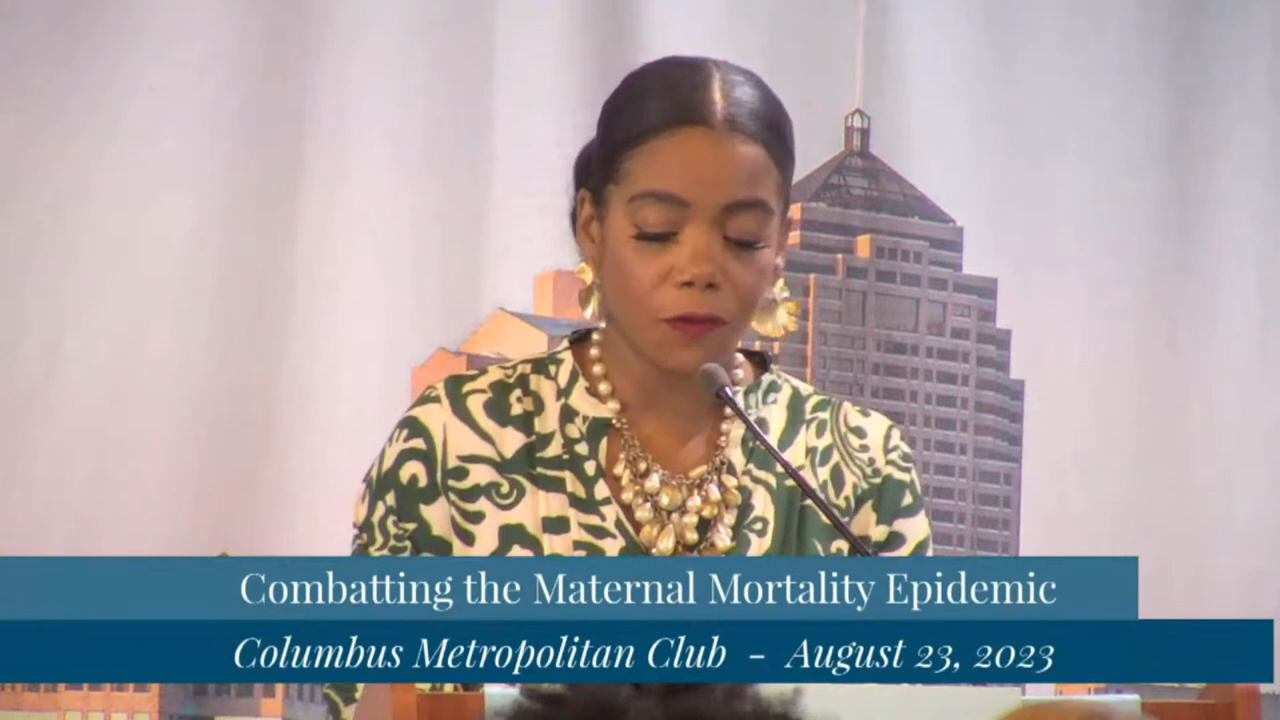 Combatting the Maternal Mortality Epidemic
Columbus Metropolitan Club - August 23, 2023